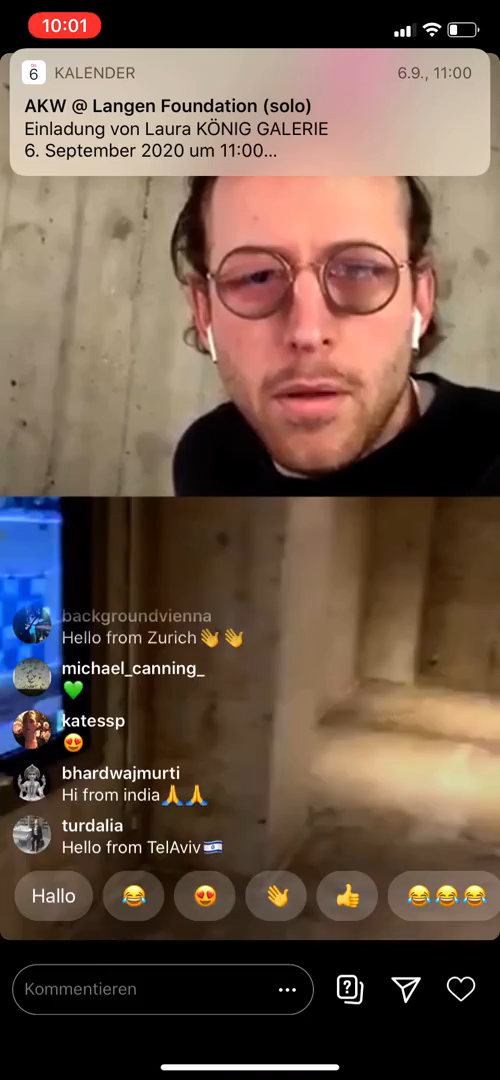 10:01
6
KALENDER
6.9., 11:00
AKW @ Langen Foundation (solo)
Einladung von Laura KÖNIG GALERIE
6. September 2020 um 11:00...
backgroundvienna
Hello from Zurich👋👋
michael_canning_
💚
katessp
😍
bhardwajmurti
Hi from india🙏🙏
turdalia
Hello from TelAviv🇮🇱
Hallo 😂 😍 👋 👍 😂😂😂
Kommentieren ...